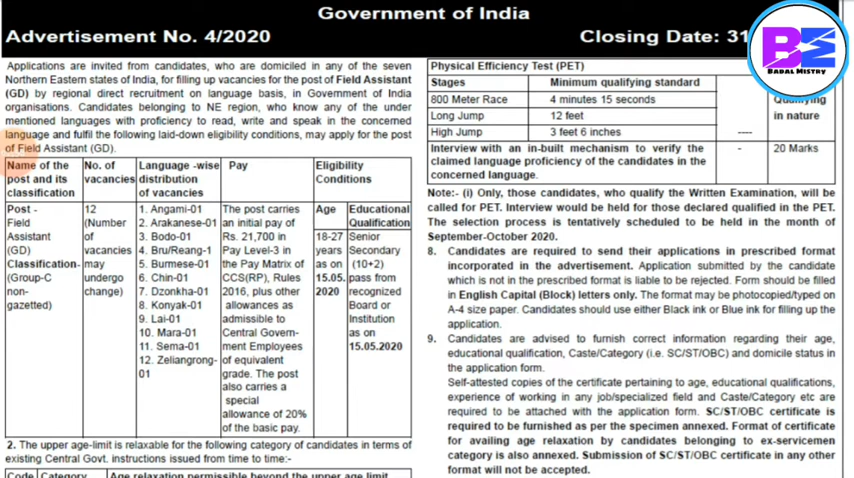 Government of India
Advertisement No. 4/2020
Closing Date: 31
BE
BADAL MISTRY
Applications are invited from candidates, who are domiciled in any of the seven
Northern Eastern states of India, for filling up vacancies for the post of Field Assistant
(GD) by regional direct recruitment on language basis, in Government of India
organisations. Candidates belonging to NE region, who know any of the under
mentioned languages with proficiency to read, write and speak in the concerned
language and fulfil the following laid-down eligibility conditions, may apply for the post
of Field Assistant (GD).
Name of the post and its classification
No. of vacancies
Language -wise distribution of vacancies
Pay
Eligibility Conditions
Post -
Field
Assistant
(GD)
Classification-
(Group-C
non-
gazetted)
12
(Number
of
vacancies
may
undergo
change)
1. Angami-01
2. Arakanese-01
3. Bodo-01
4. Bru/Reang-1
5. Burmese-01
6. Chin-01
7. Dzonkha-01
8. Konyak-01
9. Lai-01
10. Mara-01
11. Sema-01
12. Zeliangrong-
01
The post carries
an initial pay of
Rs. 21,700 in
Pay Level-3 in
the Pay Matrix of
CCS(RP), Rules
2016, plus other
allowances as
admissible to
Central Govern-
ment Employees
of equivalent
grade. The post
also carries a
special
allowance of 20%
of the basic pay.
Age
18-27
years
as on
15.05.
2020
Educational
Qualification
Senior
Secondary
(10+2)
pass from
recognized
Board or
Institution
as on
15.05.2020
2. The upper age-limit is relaxable for the following category of candidates in terms of
existing Central Govt. instructions issued from time to time:-
Code Category Age relaxation permissible beyond the upper age limit
Physical Efficiency Test (PET)
Stages Minimum qualifying standard
800 Meter Race 4 minutes 15 seconds
Long Jump 12 feet
High Jump 3 feet 6 inches ----
Qualifying
in nature
Interview with an in-built mechanism to verify the
claimed language proficiency of the candidates in the
concerned language.
- 20 Marks
Note:- (i) Only, those candidates, who qualify the Written Examination, will be
called for PET. Interview would be held for those declared qualified in the PET.
The selection process is tentatively scheduled to be held in the month of
September-October 2020.
8. Candidates are required to send their applications in prescribed format
incorporated in the advertisement. Application submitted by the candidate
which is not in the prescribed format is liable to be rejected. Form should be filled
in English Capital (Block) letters only. The format may be photocopied/typed on
A-4 size paper. Candidates should use either Black ink or Blue ink for filling up the
application.
9. Candidates are advised to furnish correct information regarding their age,
educational qualification, Caste/Category (i.e. SC/ST/OBC) and domicile status in
the application form.
Self-attested copies of the certificate pertaining to age, educational qualifications,
experience of working in any job/specialized field and Caste/Category etc are
required to be attached with the application form. SC/ST/OBC certificate is
required to be furnished as per the specimen annexed. Format of certificate
for availing age relaxation by candidates belonging to ex-servicemen
category is also annexed. Submission of SC/ST/OBC certificate in any other
format will not be accepted.